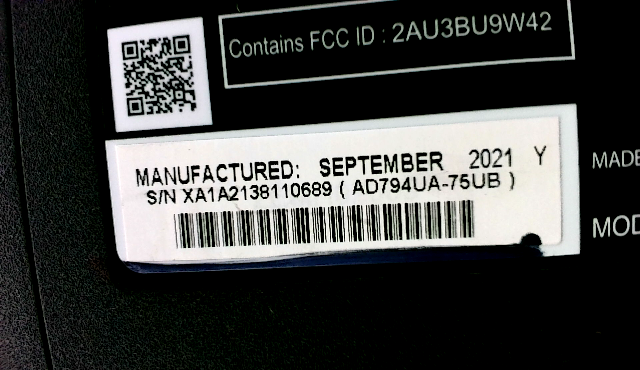 Contains FCC ID : 2AU3BU9W42
MANUFACTURED: SEPTEMBER 2021 Y
S/N XA1A2138110689 ( AD794UA-75UB )
MADE
MOD